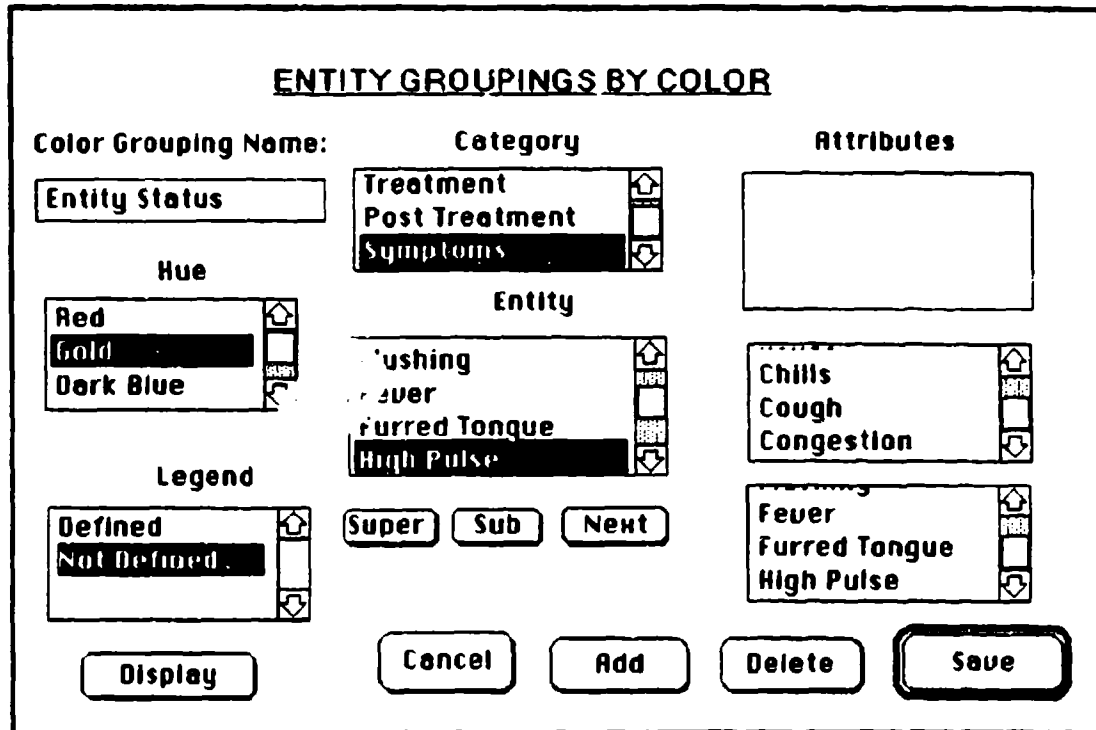 ENTITY GROUPINGS BY COLOR
Color Grouping Name:
Entity Status
Hue
Red
Gold
Dark Blue
Legend
Defined
Not Defined
Display
Category
Treatment
Post Treatment
Symptoms
Entity
Furred Tongue
High Pulse
Super
Sub
Next
Attributes
Chills
Cough
Congestion
Fever
Furred Tongue
High Pulse
Cancel
Add
Delete
Save